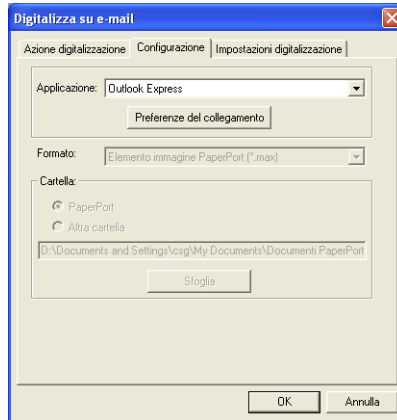 Digitalizza su e-mail
Azione digitalizzazione Configurazione Impostazioni digitalizzazione
Applicazione: Outlook Express
Preferenze del collegamento
Formato: Elemento immagine PaperPort (*.max)
Cartella:
PaperPort
Altra cartella
D:\Documents and Settings\csg\My Documents\Documenti PaperPort
Sfoglia
OK Annulla